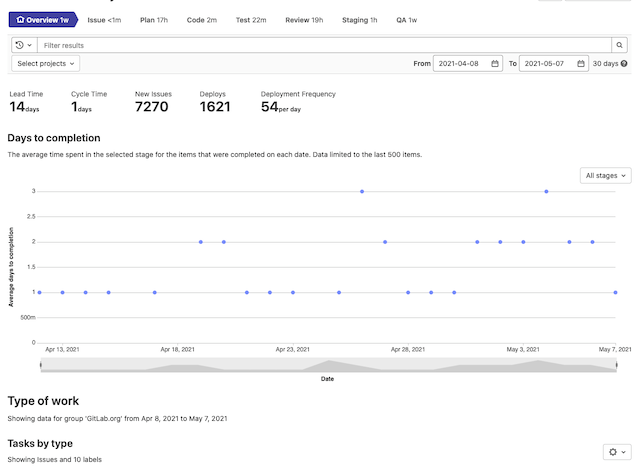 Overview 1w Issue <1m Plan 17h Code 2m Test 22m Review 19h Staging 1h QA 1w
Filter results
Select projects From 2021-04-08 To 2021-05-07 30 days
Lead Time Cycle Time New Issues Deploys Deployment Frequency
14days 1days 7270 1621 54per day
Days to completion
The average time spent in the selected stage for the items that were completed on each date. Data limited to the last 500 items.
All stages
Average days to completion
3
2.5
2
1.5
1
500m
0
Apr 13, 2021 Apr 18, 2021 Apr 23, 2021 Apr 28, 2021 May 3, 2021 May 7, 2021
Date
Type of work
Showing data for group 'GitLab.org' from Apr 8, 2021 to May 7, 2021
Tasks by type
Showing Issues and 10 labels